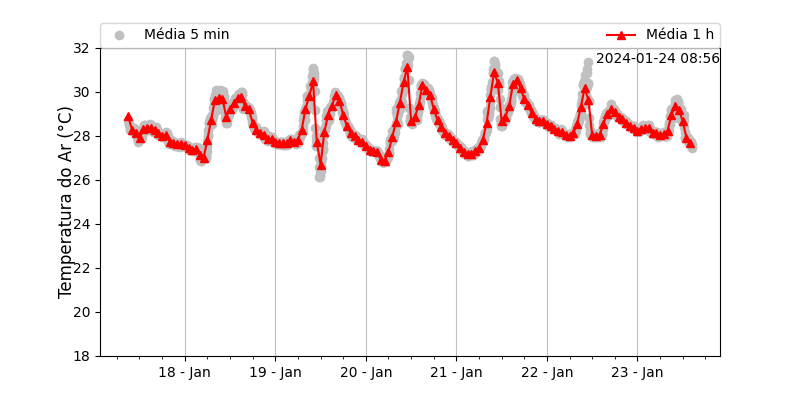 Média 5 min
Média 1 h
2024-01-24 08:56
Temperatura do Ar (°C)
32
30
28
26
24
22
20
18
18 - Jan
19 - Jan
20 - Jan
21 - Jan
22 - Jan
23 - Jan